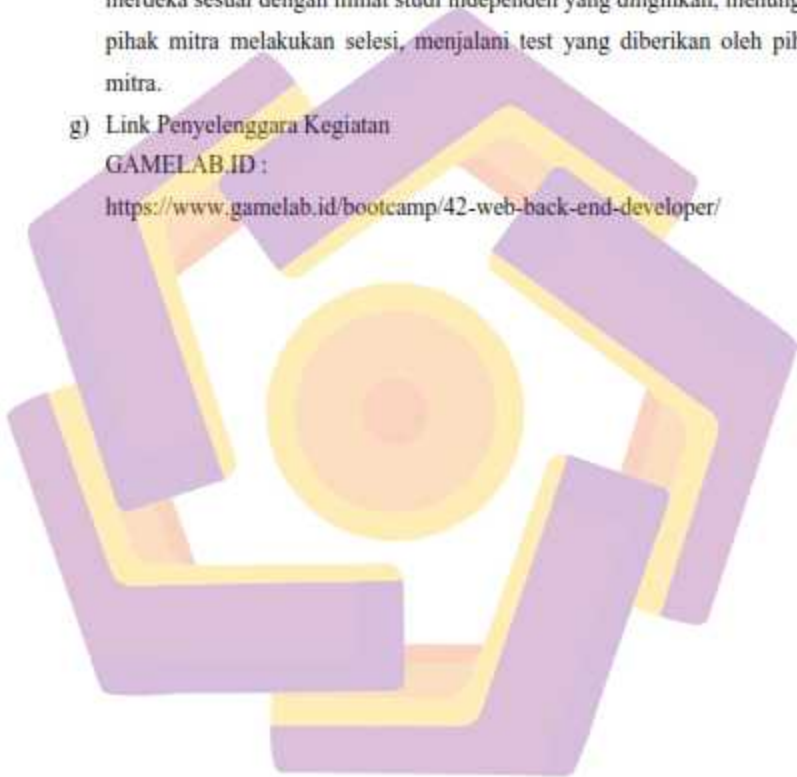 merdeka sesuai dengan minat studi independen yang diinginkan,
pihak mitra melakukan selesi, menjalani test yang diberikan oleh
mitra.
g) Link Penyelenggara Kegiatan
GAMELAB.ID :
https://www.gamelab.id/bootcamp/42-web-back-end-developer/